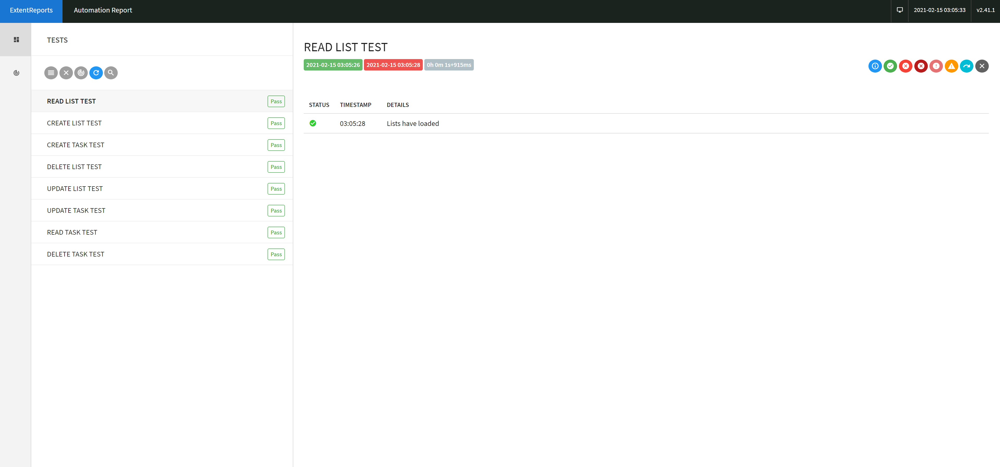 ExtentReports Automation Report 2021-02-15 03:05:33 v2.41.1
TESTS
READ LIST TEST Pass
CREATE LIST TEST Pass
CREATE TASK TEST Pass
DELETE LIST TEST Pass
UPDATE LIST TEST Pass
UPDATE TASK TEST Pass
READ TASK TEST Pass
DELETE TASK TEST Pass
READ LIST TEST
2021-02-15 03:05:26 2021-02-15 03:05:28 0h 0m 1s+915ms
STATUS TIMESTAMP DETAILS
03:05:28 Lists have loaded